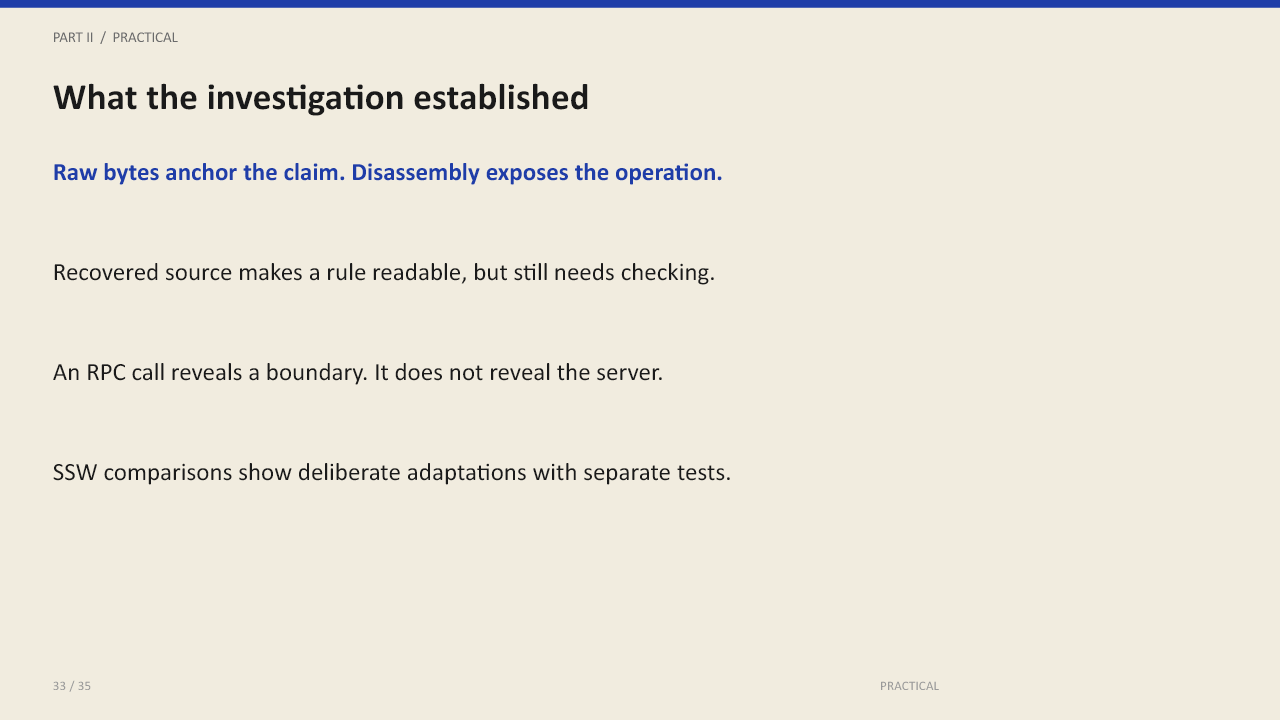 PART II / PRACTICAL
What the investigation established
Raw bytes anchor the claim. Disassembly exposes the operation.
Recovered source makes a rule readable, but still needs checking.
An RPC call reveals a boundary. It does not reveal the server.
SSW comparisons show deliberate adaptations with separate tests.
33 / 35
PRACTICAL